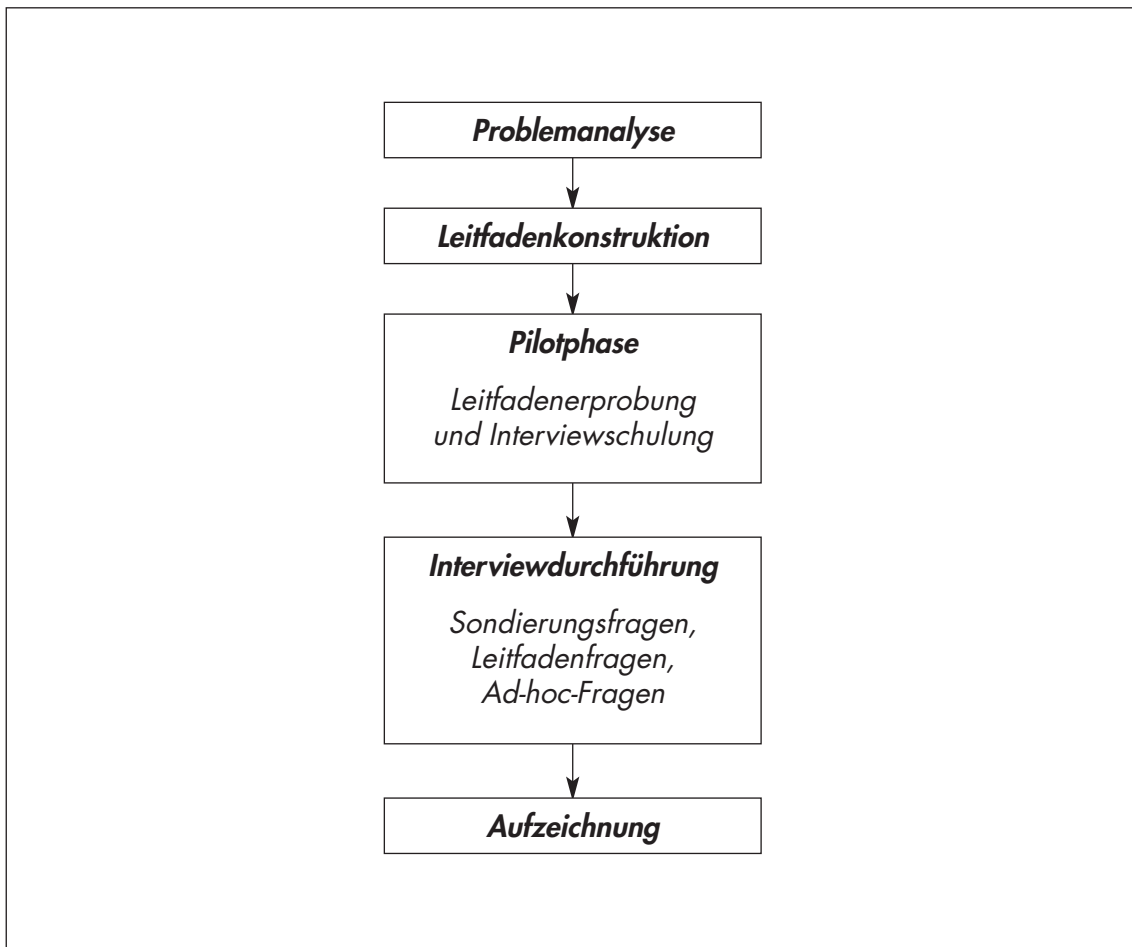 Problemanalyse
Leitfadenkonstruktion
Pilotphase
Leitfadenerprobung
und Interviewschulung
Interviewdurchführung
Sondierungsfragen,
Leitfadenfragen,
Ad-hoc-Fragen
Aufzeichnung